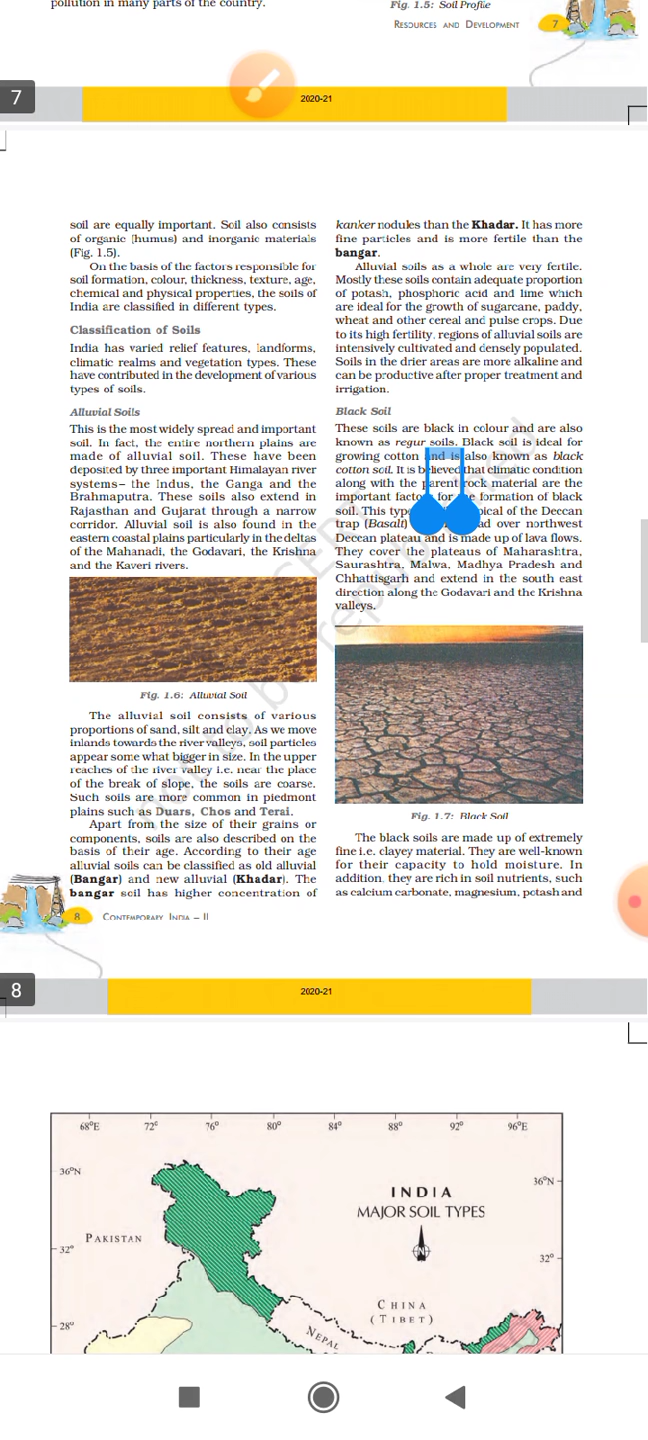 pollution in many parts of the country.
Fig. 1.5: Soil Profile
RESOURCES AND DEVELOPMENT 7
7
2020-21
soil are equally important. Soil also consists
of organic (humus) and inorganic materials
(Fig. 1.5).
On the basis of the factors responsible for
soil formation, colour, thickness, texture, age,
chemical and physical properties, the soils of
India are classified in different types.
Classification of Soils
India has varied relief features, landforms,
climatic realms and vegetation types. These
have contributed in the development of various
types of soils.
Alluvial Soils
This is the most widely spread and important
soil. In fact, the entire northern plains are
made of alluvial soil. These have been
deposited by three important Himalayan river
systems– the Indus, the Ganga and the
Brahmaputra. These soils also extend in
Rajasthan and Gujarat through a narrow
corridor. Alluvial soil is also found in the
eastern coastal plains particularly in the deltas
of the Mahanadi, the Godavari, the Krishna
and the Kaveri rivers.
Fig. 1.6: Alluvial Soil
The alluvial soil consists of various
proportions of sand, silt and clay. As we move
inlands towards the river valleys, soil particles
appear some what bigger in size. In the upper
reaches of the river valley i.e. near the place
of the break of slope, the soils are coarse.
Such soils are more common in piedmont
plains such as Duars, Chos and Terai.
Apart from the size of their grains or
components, soils are also described on the
basis of their age. According to their age
alluvial soils can be classified as old alluvial
(Bangar) and new alluvial (Khadar). The
bangar soil has higher concentration of
kanker nodules than the Khadar. It has more
fine particles and is more fertile than the
bangar.
Alluvial soils as a whole are very fertile.
Mostly these soils contain adequate proportion
of potash, phosphoric acid and lime which
are ideal for the growth of sugarcane, paddy,
wheat and other cereal and pulse crops. Due
to its high fertility, regions of alluvial soils are
intensively cultivated and densely populated.
Soils in the drier areas are more alkaline and
can be productive after proper treatment and
irrigation.
Black Soil
These soils are black in colour and are also
known as regur soils. Black soil is ideal for
growing cotton and is also known as black
cotton soil. It is believed that climatic condition
along with the parent rock material are the
important factors for the formation of black
This of the Deccan
trap (Basalt) over northwest
Deccan plateau and is made up of lava flows.
They cover the plateaus of Maharashtra,
Saurashtra, Malwa, Madhya Pradesh and
Chhattisgarh and extend in the south east
direction along the Godavari and the Krishna
valleys.
Fig. 1.7: Black Soil
The black soils are made up of extremely
fine i.e. clayey material. They are well-known
for their capacity to hold moisture. In
addition, they are rich in soil nutrients, such
as calcium carbonate, magnesium, potash and
8 CONTEMPORARY INDIA – II
8
2020-21
68°E 72° 76° 80° 84° 88° 92° 96°E
36°N
36°N
INDIA
MAJOR SOIL TYPES
N
PAKISTAN
32°
32°
CHINA
(TIBET)
28°
NEPAL